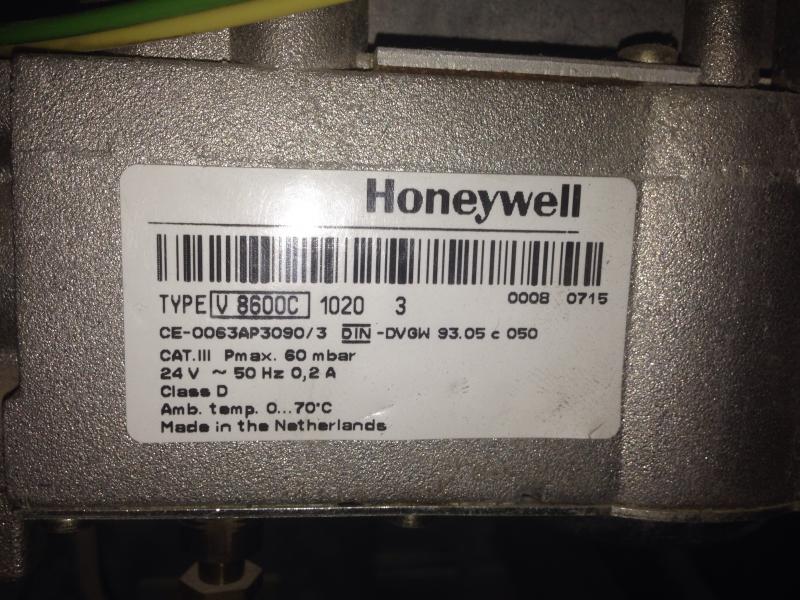 Honeywell
TYPE V 8600C 1020 3 0008 0715
CE-0063AP3090/3 DIN -DVGW 93.05 c 050
CAT.III Pmax. 60 mbar
24 V ~ 50 Hz 0,2 A
Class D
Amb. temp. 0...70°C
Made in the Netherlands